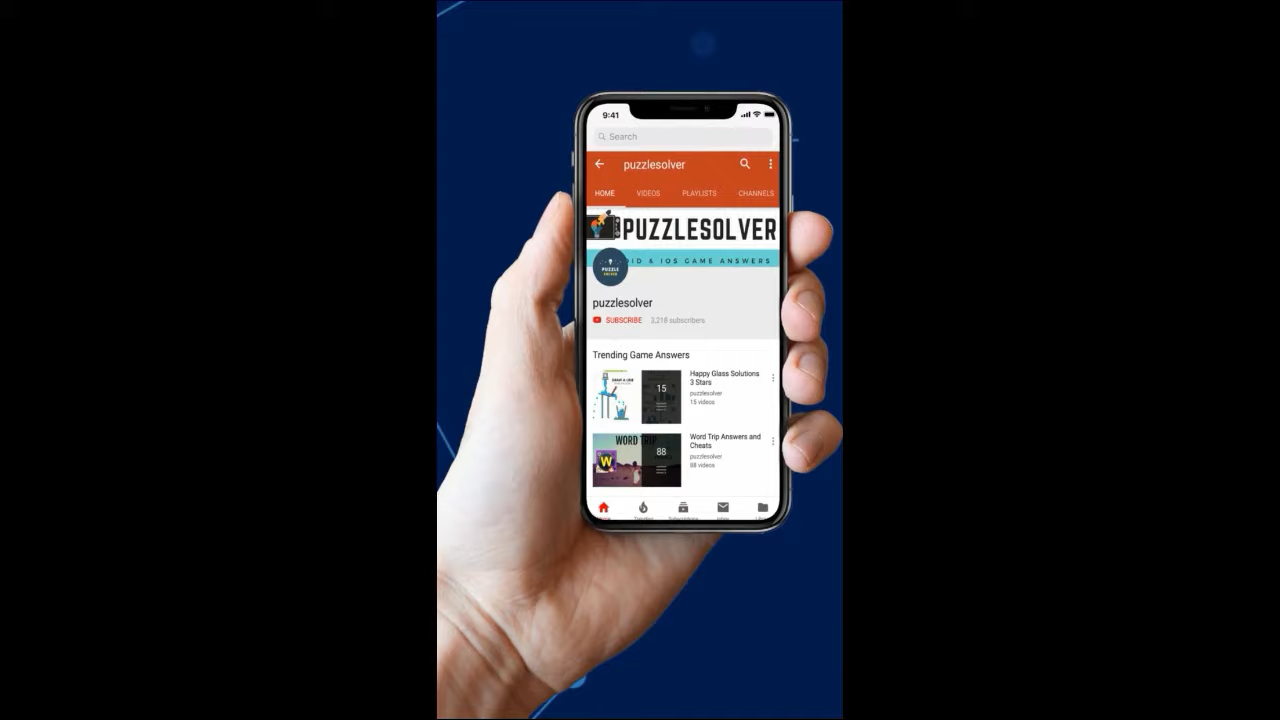 9:41
Search
puzzlesolver
HOME VIDEOS PLAYLISTS CHANNELS
PUZZLESOLVER
ID & IOS GAME ANSWERS
PUZZLE
SOLVER
puzzlesolver
SUBSCRIBE 3,218 subscribers
Trending Game Answers
Happy Glass Solutions
3 Stars
puzzlesolver
15 videos
15
Word Trip Answers and
Cheats
puzzlesolver
88 videos
WORD TRIP
W
88